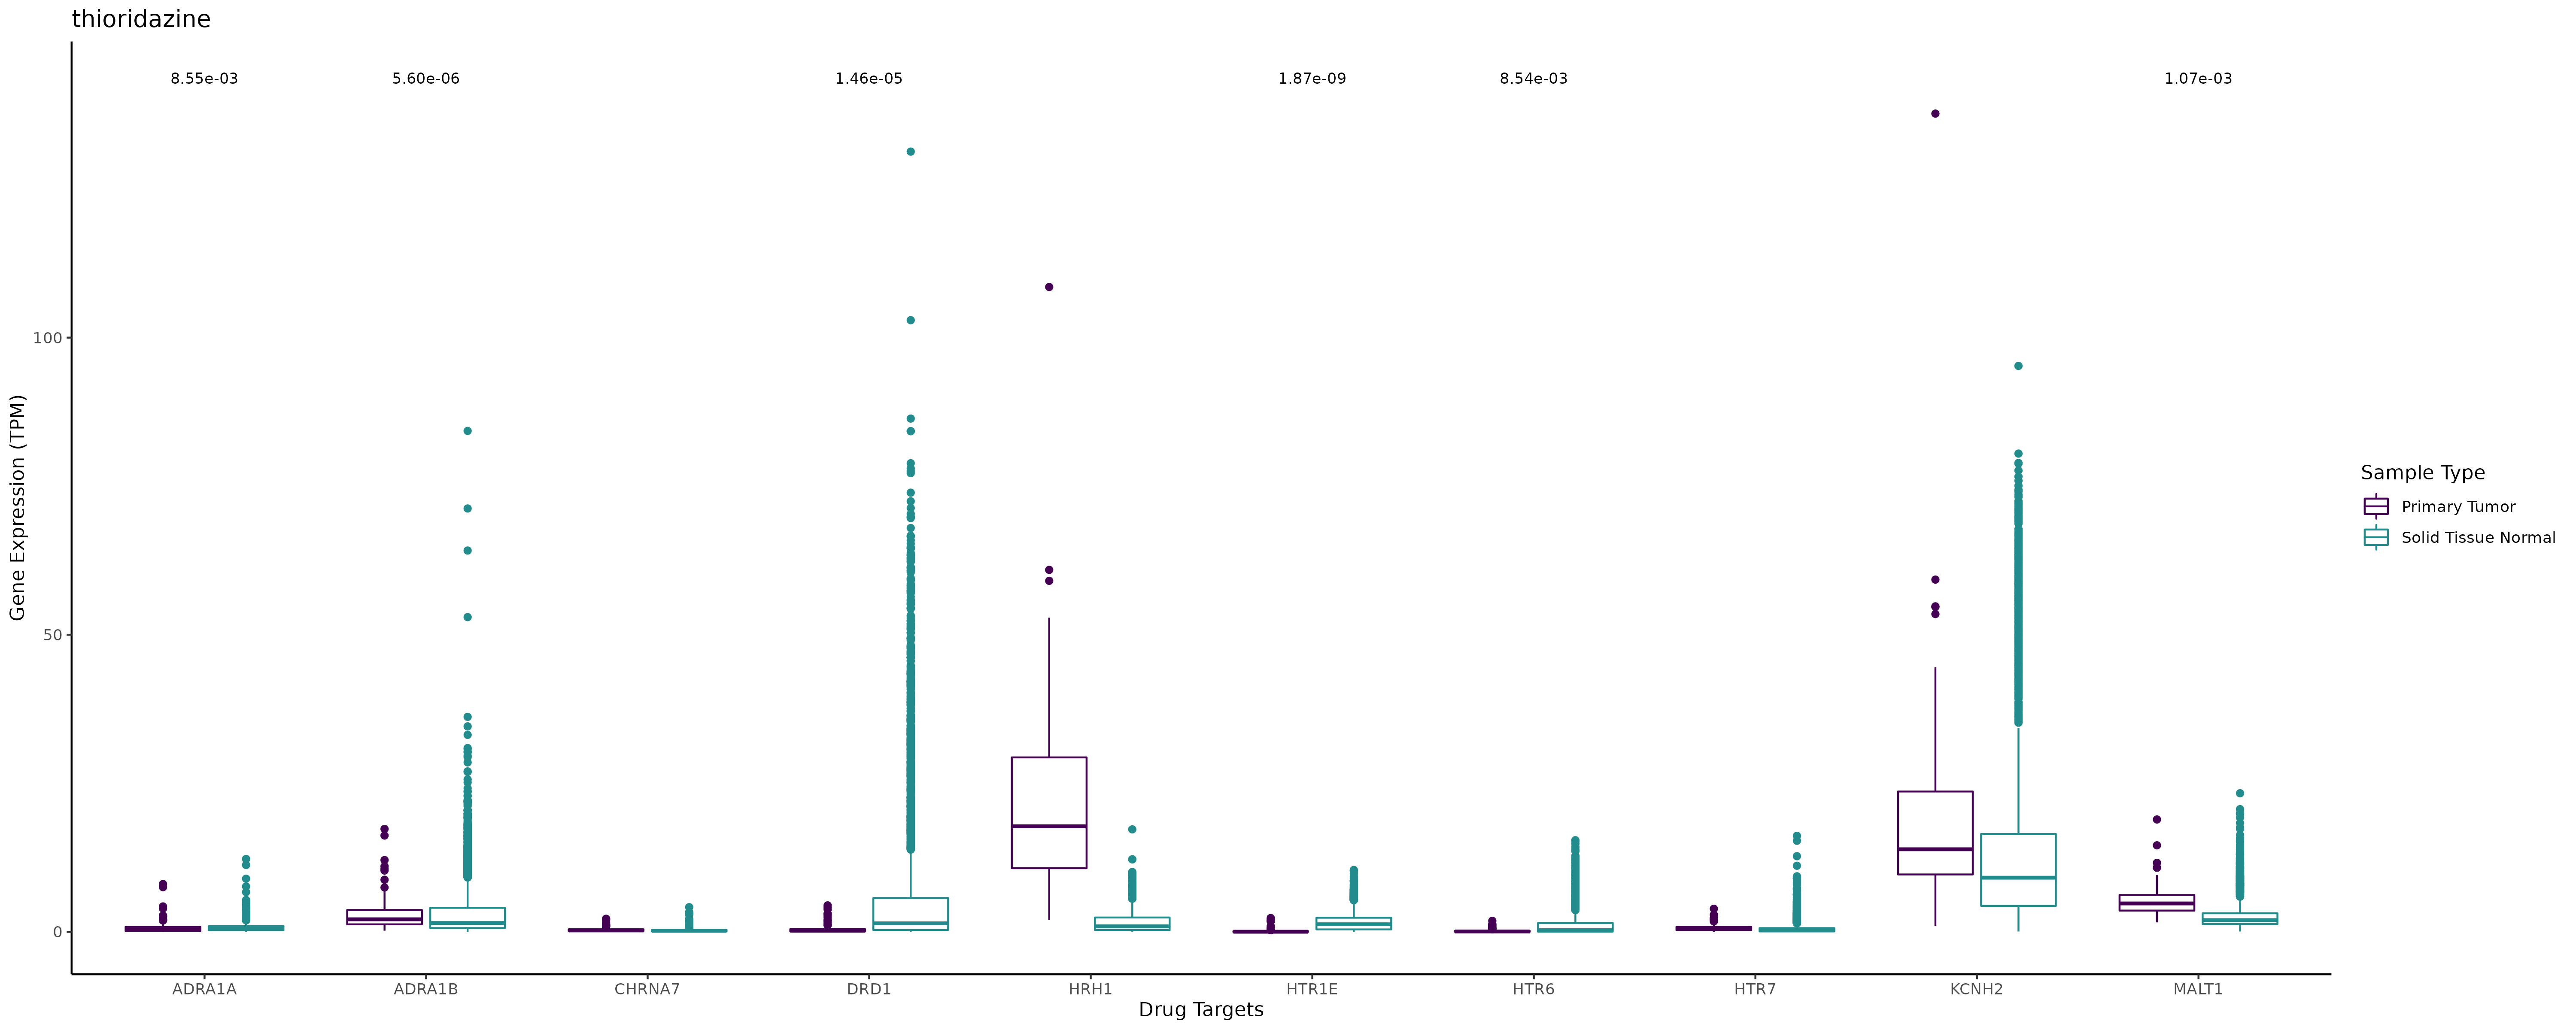 thioridazine
8.55e-03 5.60e-06 1.46e-05 1.87e-09 8.54e-03 1.07e-03
100
50
0
Gene Expression (TPM)
ADRA1A ADRA1B CHRNA7 DRD1 HRH1 HTR1E HTR6 HTR7 KCNH2 MALT1
Drug Targets
Sample Type
Primary Tumor
Solid Tissue Normal